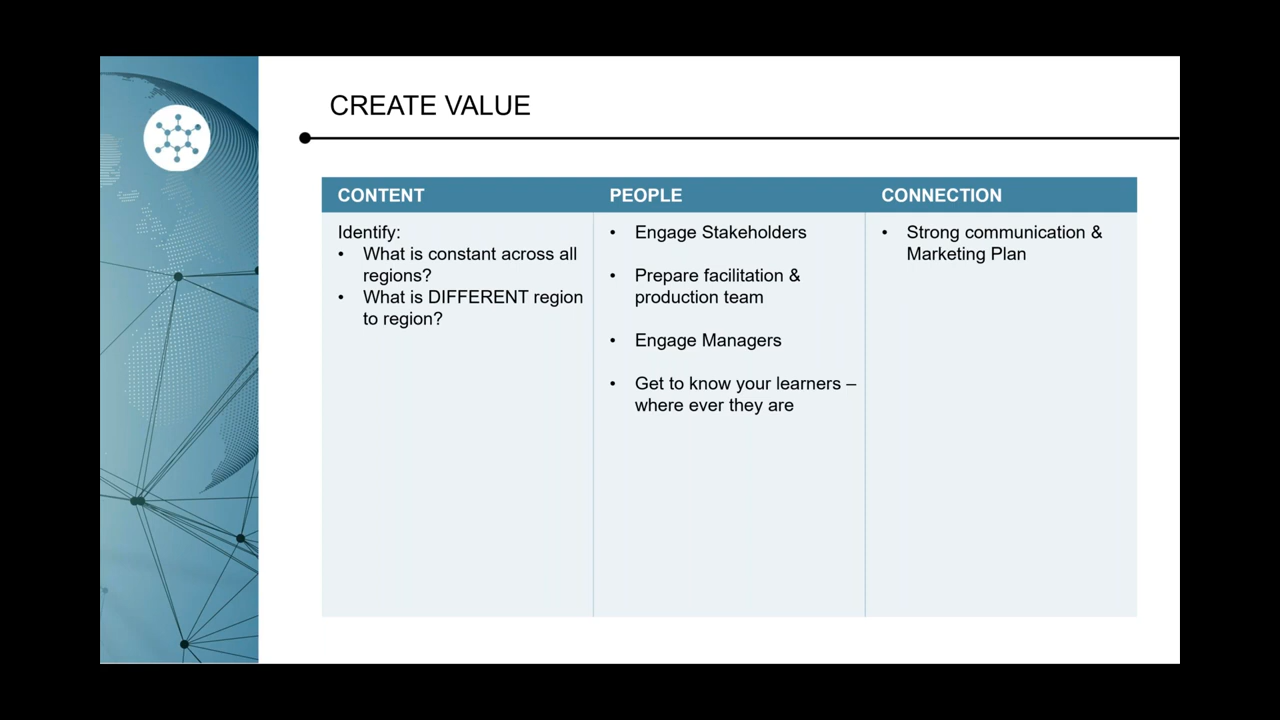 CREATE VALUE
CONTENT
Identify:
• What is constant across all
regions?
• What is DIFFERENT region
to region?
PEOPLE
• Engage Stakeholders
• Prepare facilitation &
production team
• Engage Managers
• Get to know your learners –
where ever they are
CONNECTION
• Strong communication &
Marketing Plan